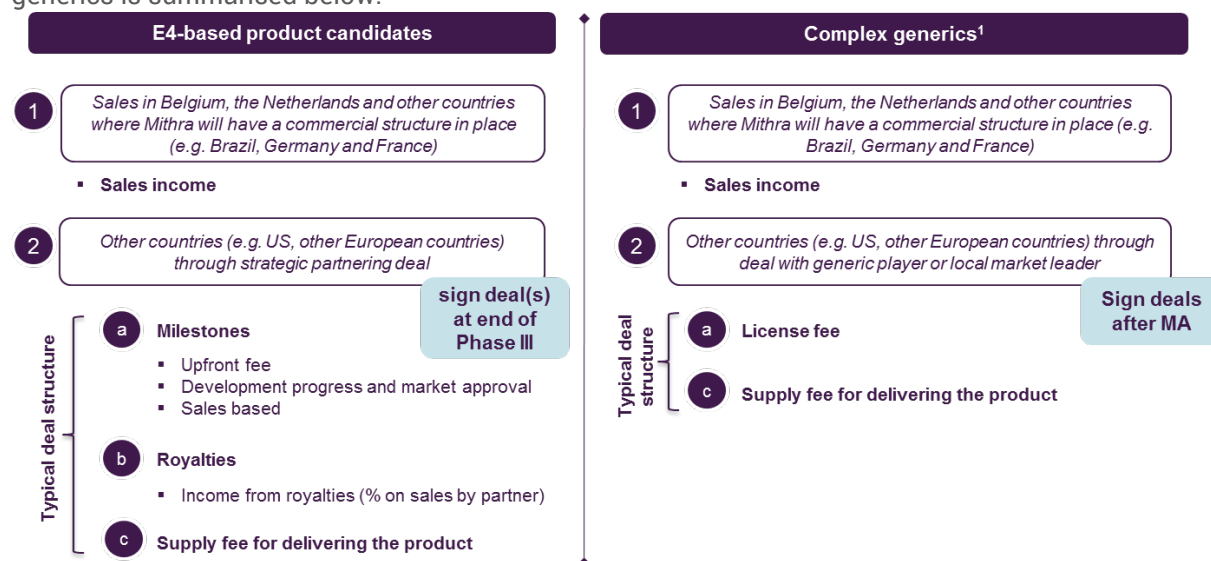 generics is summarised below.
E4-based product candidates
1
Sales in Belgium, the Netherlands and other countries
where Mithra will have a commercial structure in place
(e.g. Brazil, Germany and France)
▪ Sales income
2
Other countries (e.g. US, other European countries)
through strategic partnering deal
sign deal(s)
at end of
Phase III
Typical deal structure
a
Milestones
▪ Upfront fee
▪ Development progress and market approval
▪ Sales based
b
Royalties
▪ Income from royalties (% on sales by partner)
c
Supply fee for delivering the product
Complex generics¹
1
Sales in Belgium, the Netherlands and other countries
where Mithra will have a commercial structure in place (e.g.
Brazil, Germany and France)
▪ Sales income
2
Other countries (e.g. US, other European countries) through
deal with generic player or local market leader
Sign deals
after MA
Typical deal
structure
a
License fee
c
Supply fee for delivering the product